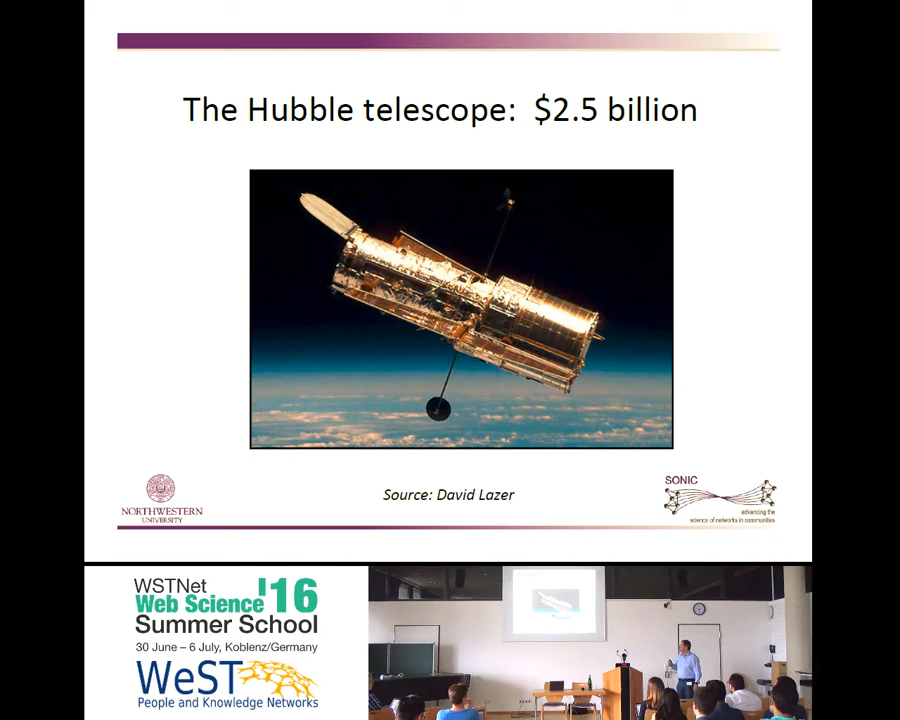 The Hubble telescope: $2.5 billion
Source: David Lazer
NORTHWESTERN
UNIVERSITY
SONIC
advancing the
science of networks in communities
WSTNet
Web Science '16
Summer School
30 June – 6 July, Koblenz/Germany
WeST
People and Knowledge Networks